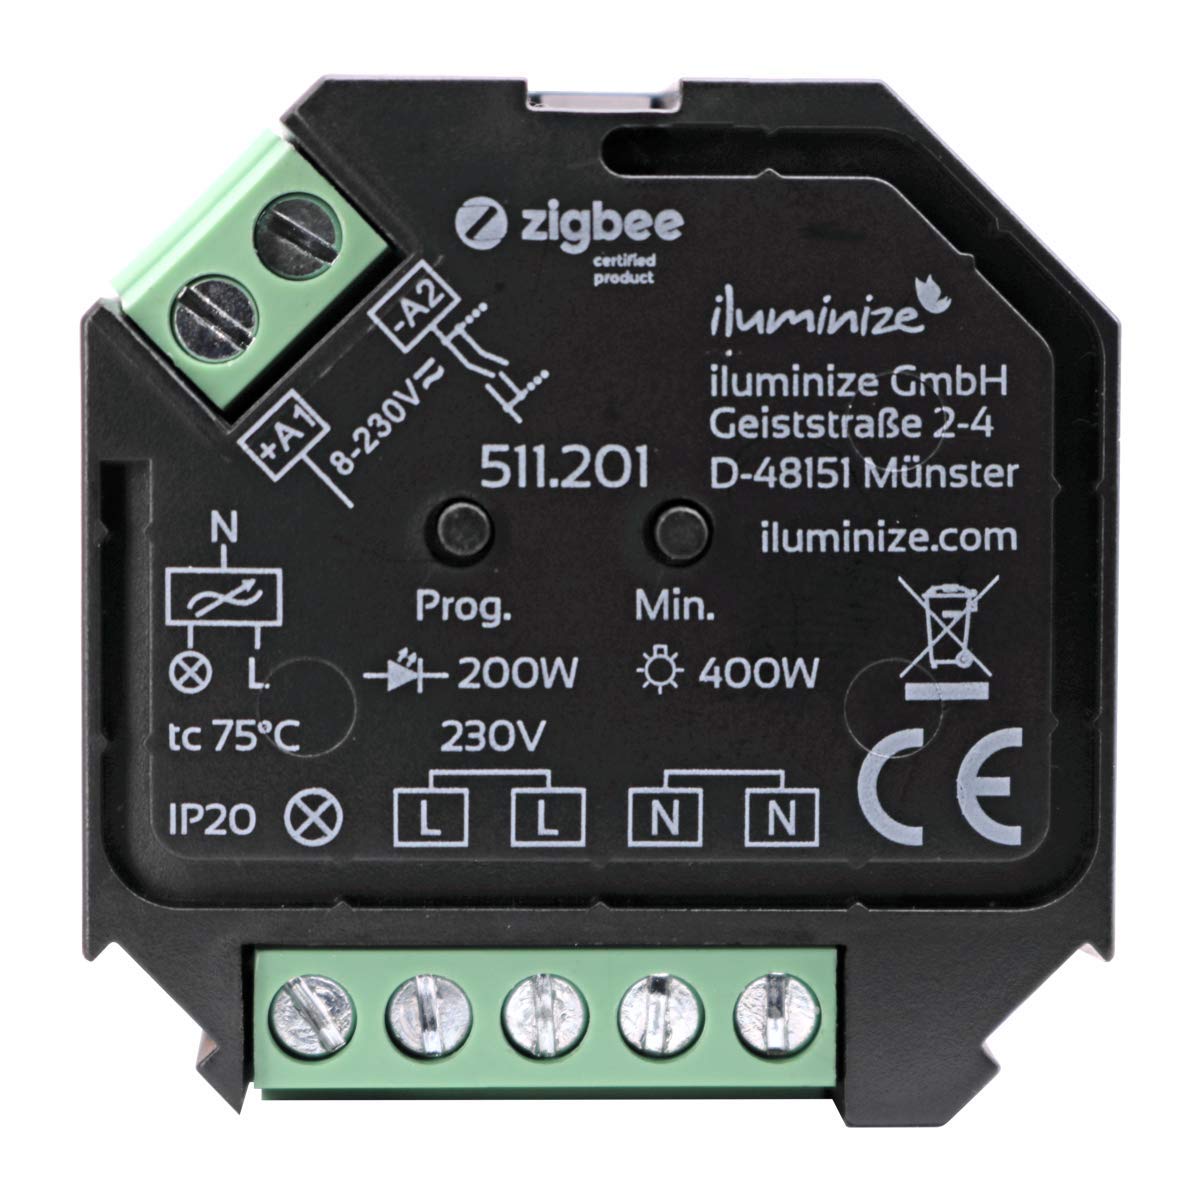 zigbee
certified
product
iluminize
-A2
8-230V
+A1
iluminize GmbH
Geiststraße 2-4
D-48151 Münster
511.201
iluminize.com
N
Prog.
Min.
L.
200W
400W
tc 75°C
230V
IP20
L L N N
CE